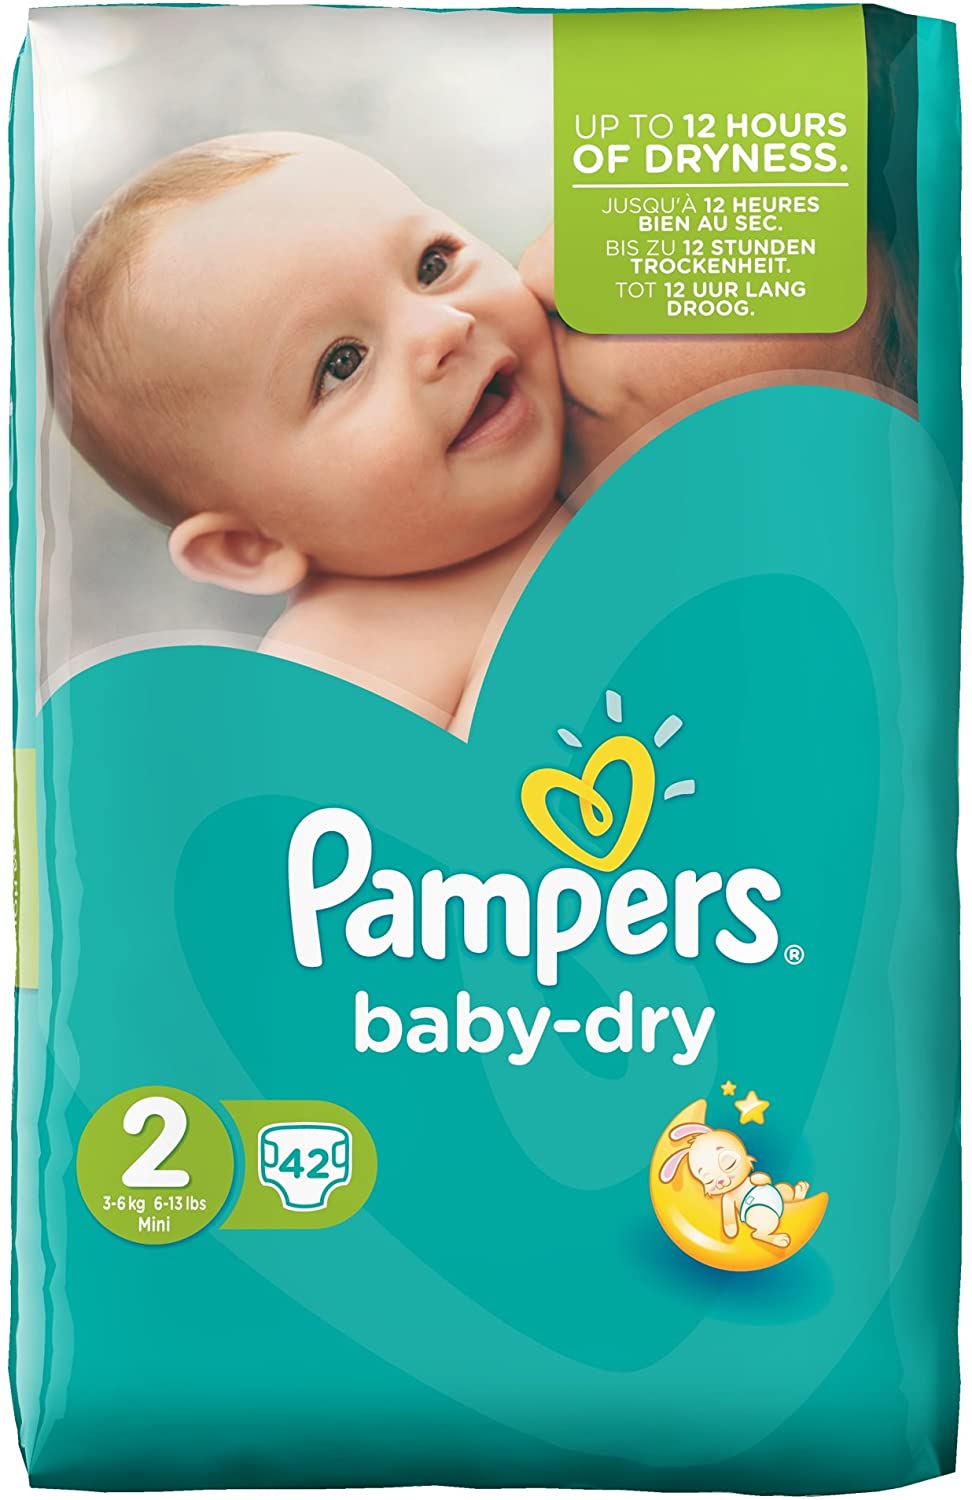 UP TO 12 HOURS
OF DRYNESS.
JUSQU'À 12 HEURES
BIEN AU SEC.
BIS ZU 12 STUNDEN
TROCKENHEIT.
TOT 12 UUR LANG
DROOG.
Pampers®
baby-dry
2
3-6 kg 6-13 lbs
Mini
42